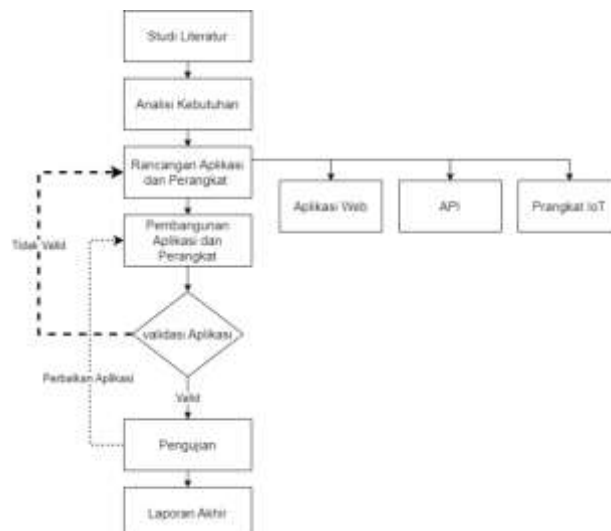 Studi Literatur
Analisi Kebutuhan
Rancangan Aplikasi
dan Perangkat
Aplikasi Web
API
Prangkat IoT
Pembangunan
Aplikasi dan
Perangkat
Tidak Valid
validasi Aplikasi
Perbaikan Aplikasi
Valid
Pengujian
Laporan Akhir